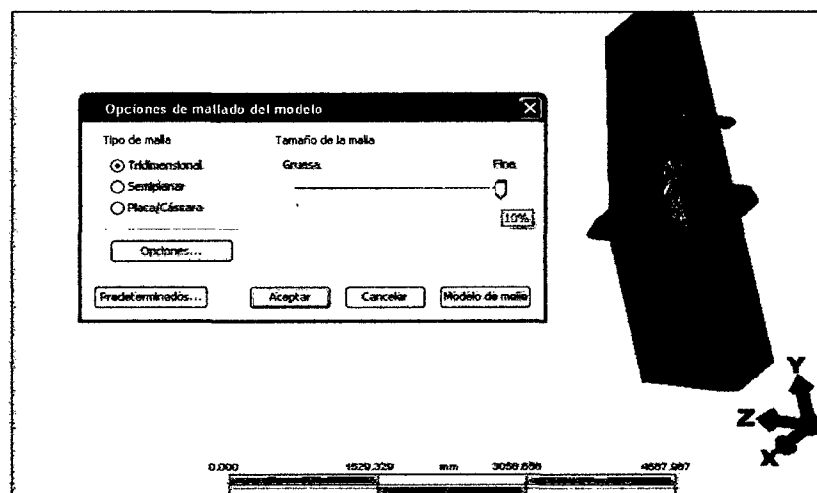 Opciones de mallado del modelo
Tipo de malla
Tamaño de la malla
Tridimensional
Gruesa
Fina
Semiplanar
Placa/Cáscara
10%
Opciones...
Predeterminados...
Aceptar
Cancelar
Modelo de malla
Y
Z
X
0.000
1529.329
mm
3058.658
4587.987